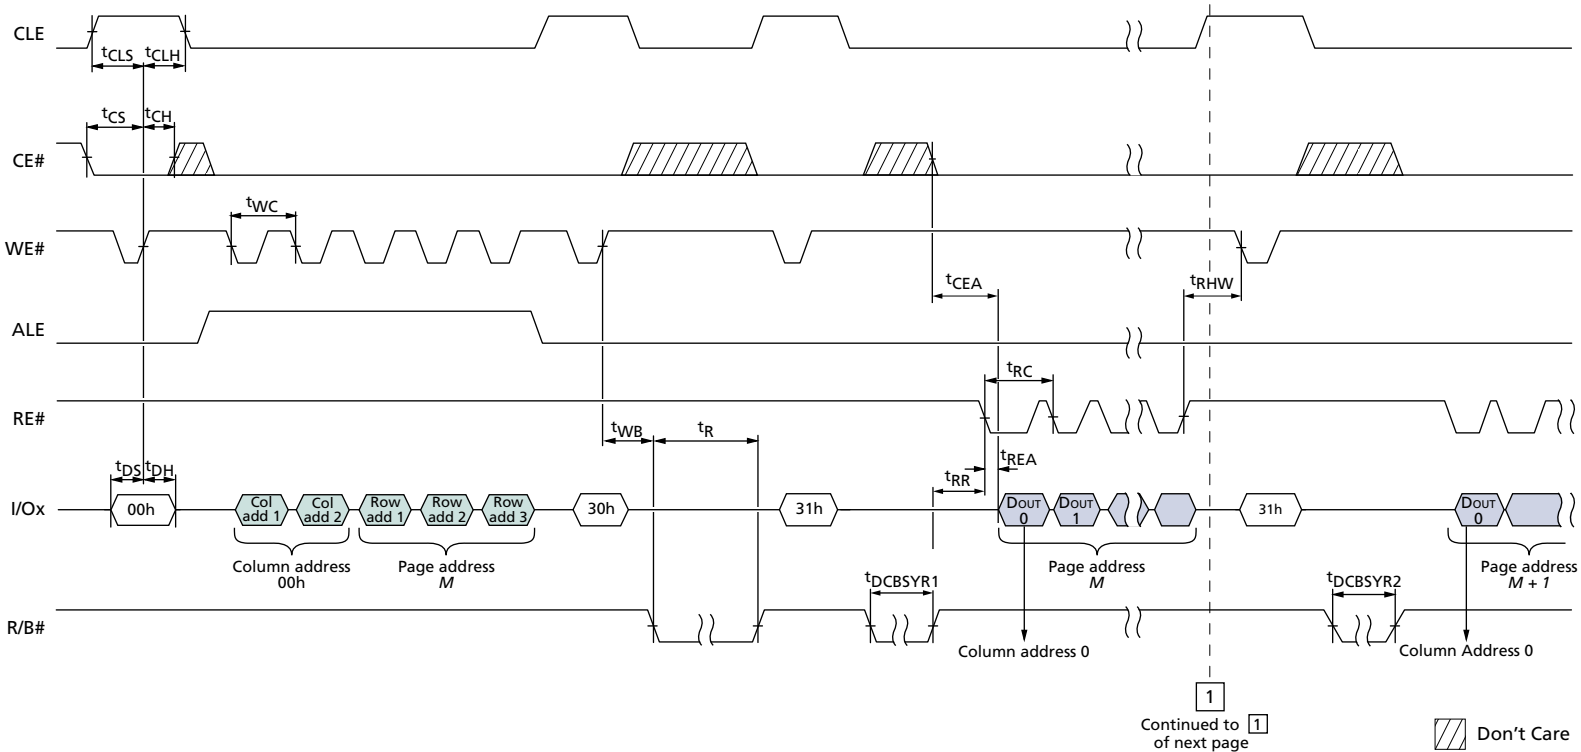 CLE
tCLS tCLH
tCS tCH
CE#
tWC
WE#
tCEA
tRHW
ALE
tRC
RE#
tWB tR
tDS tDH
tREA
tRR
I/Ox
00h
Col add 1
Col add 2
Row add 1
Row add 2
Row add 3
30h
31h
DOUT 0
DOUT 1
31h
DOUT 0
Column address
00h
Page address
M
Page address
M
Page address
M + 1
tDCBSYR1
tDCBSYR2
R/B#
Column address 0
Column Address 0
1
Continued to 1
of next page
Don't Care